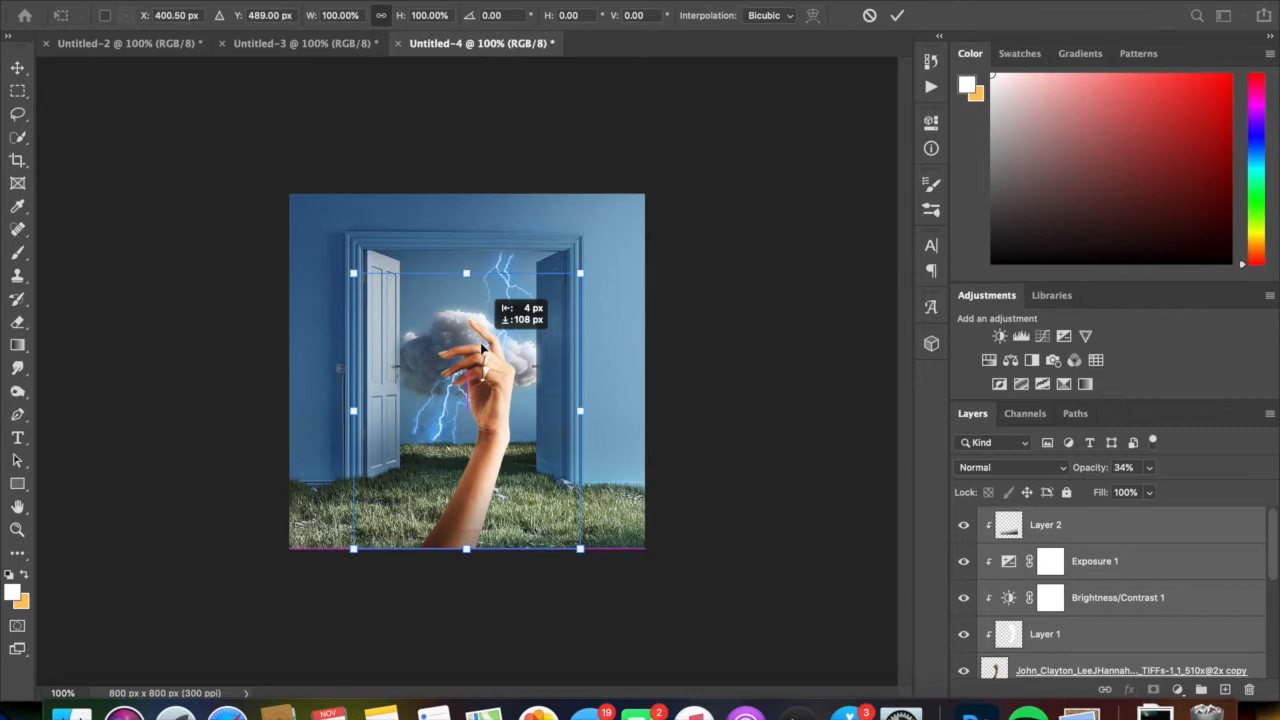 X: 400.50 px Y: 489.00 px W: 100.00% H: 100.00% 0.00 ° H: 0.00 ° V: 0.00 ° Interpolation: Bicubic
Untitled-2 @ 100% (RGB/8) * Untitled-3 @ 100% (RGB/8) * Untitled-4 @ 100% (RGB/8) *
Color Swatches Gradients Patterns
Adjustments Libraries
4 px
:108 px
Add an adjustment
Layers Channels Paths
Kind
Normal Opacity: 34%
Lock: Fill: 100%
Layer 2
Exposure 1
Brightness/Contrast 1
Layer 1
John_Clayton_LeeJHannah..._TIFFs-1_1_510x@2x copy
100% 800 px x 800 px (300 ppi)
NOV 19 2 3